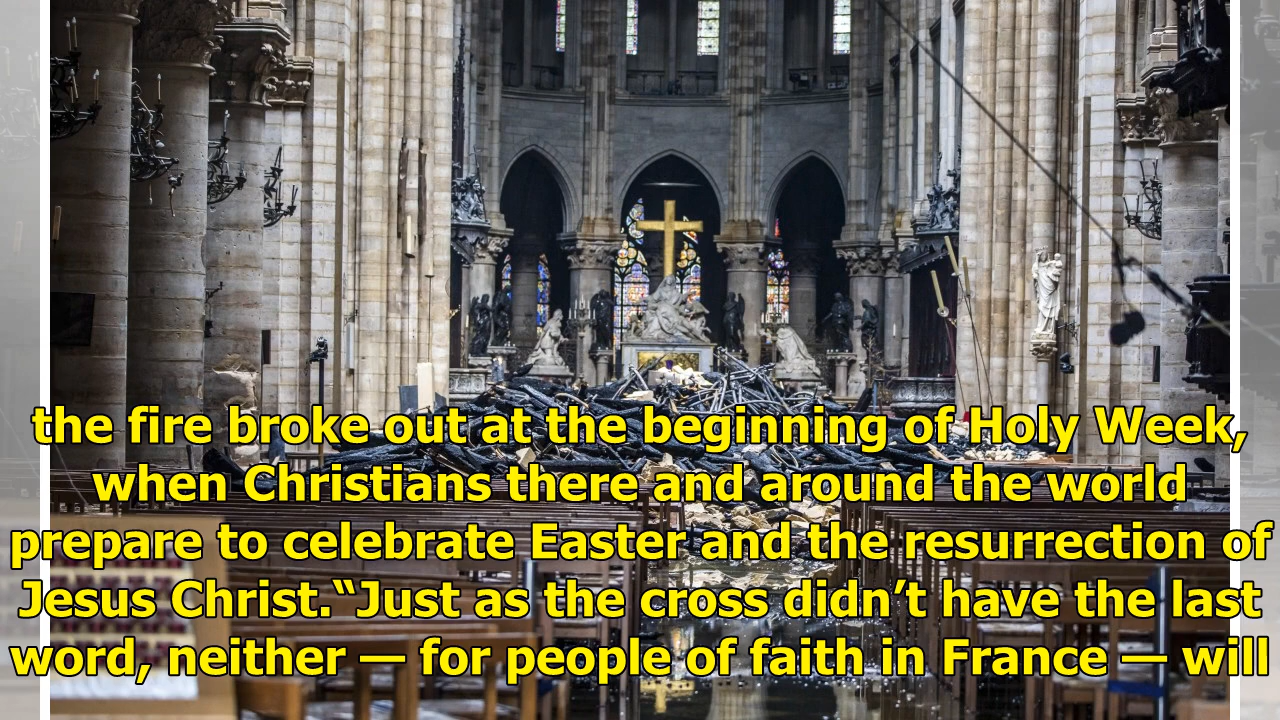 the fire broke out at the beginning of Holy Week,
when Christians there and around the world
prepare to celebrate Easter and the resurrection of
Jesus Christ.“Just as the cross didn’t have the last
word, neither — for people of faith in France — will